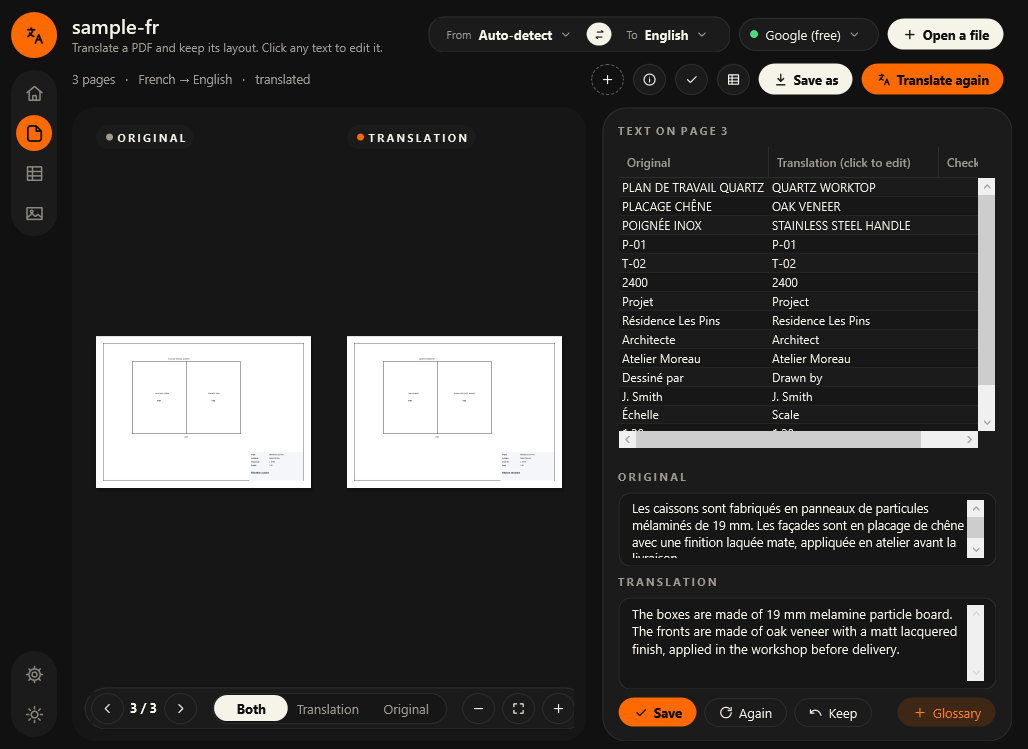 sample-fr
Translate a PDF and keep its layout. Click any text to edit it.
From Auto-detect
To English
Google (free)
+ Open a file
3 pages · French → English · translated
Save as
Translate again
ORIGINAL
TRANSLATION
3 / 3
Both
Translation
Original
TEXT ON PAGE 3
Original Translation (click to edit) Check
PLAN DE TRAVAIL QUARTZ QUARTZ WORKTOP
PLACAGE CHÊNE OAK VENEER
POIGNÉE INOX STAINLESS STEEL HANDLE
P-01 P-01
T-02 T-02
2400 2400
Projet Project
Résidence Les Pins Residence Les Pins
Architecte Architect
Atelier Moreau Atelier Moreau
Dessiné par Drawn by
J. Smith J. Smith
Échelle Scale
ORIGINAL
Les caissons sont fabriqués en panneaux de particules
mélaminés de 19 mm. Les façades sont en placage de chêne
avec une finition laquée mate, appliquée en atelier avant la
livraison.
TRANSLATION
The boxes are made of 19 mm melamine particle board.
The fronts are made of oak veneer with a matt lacquered
finish, applied in the workshop before delivery.
Save
Again
Keep
+ Glossary